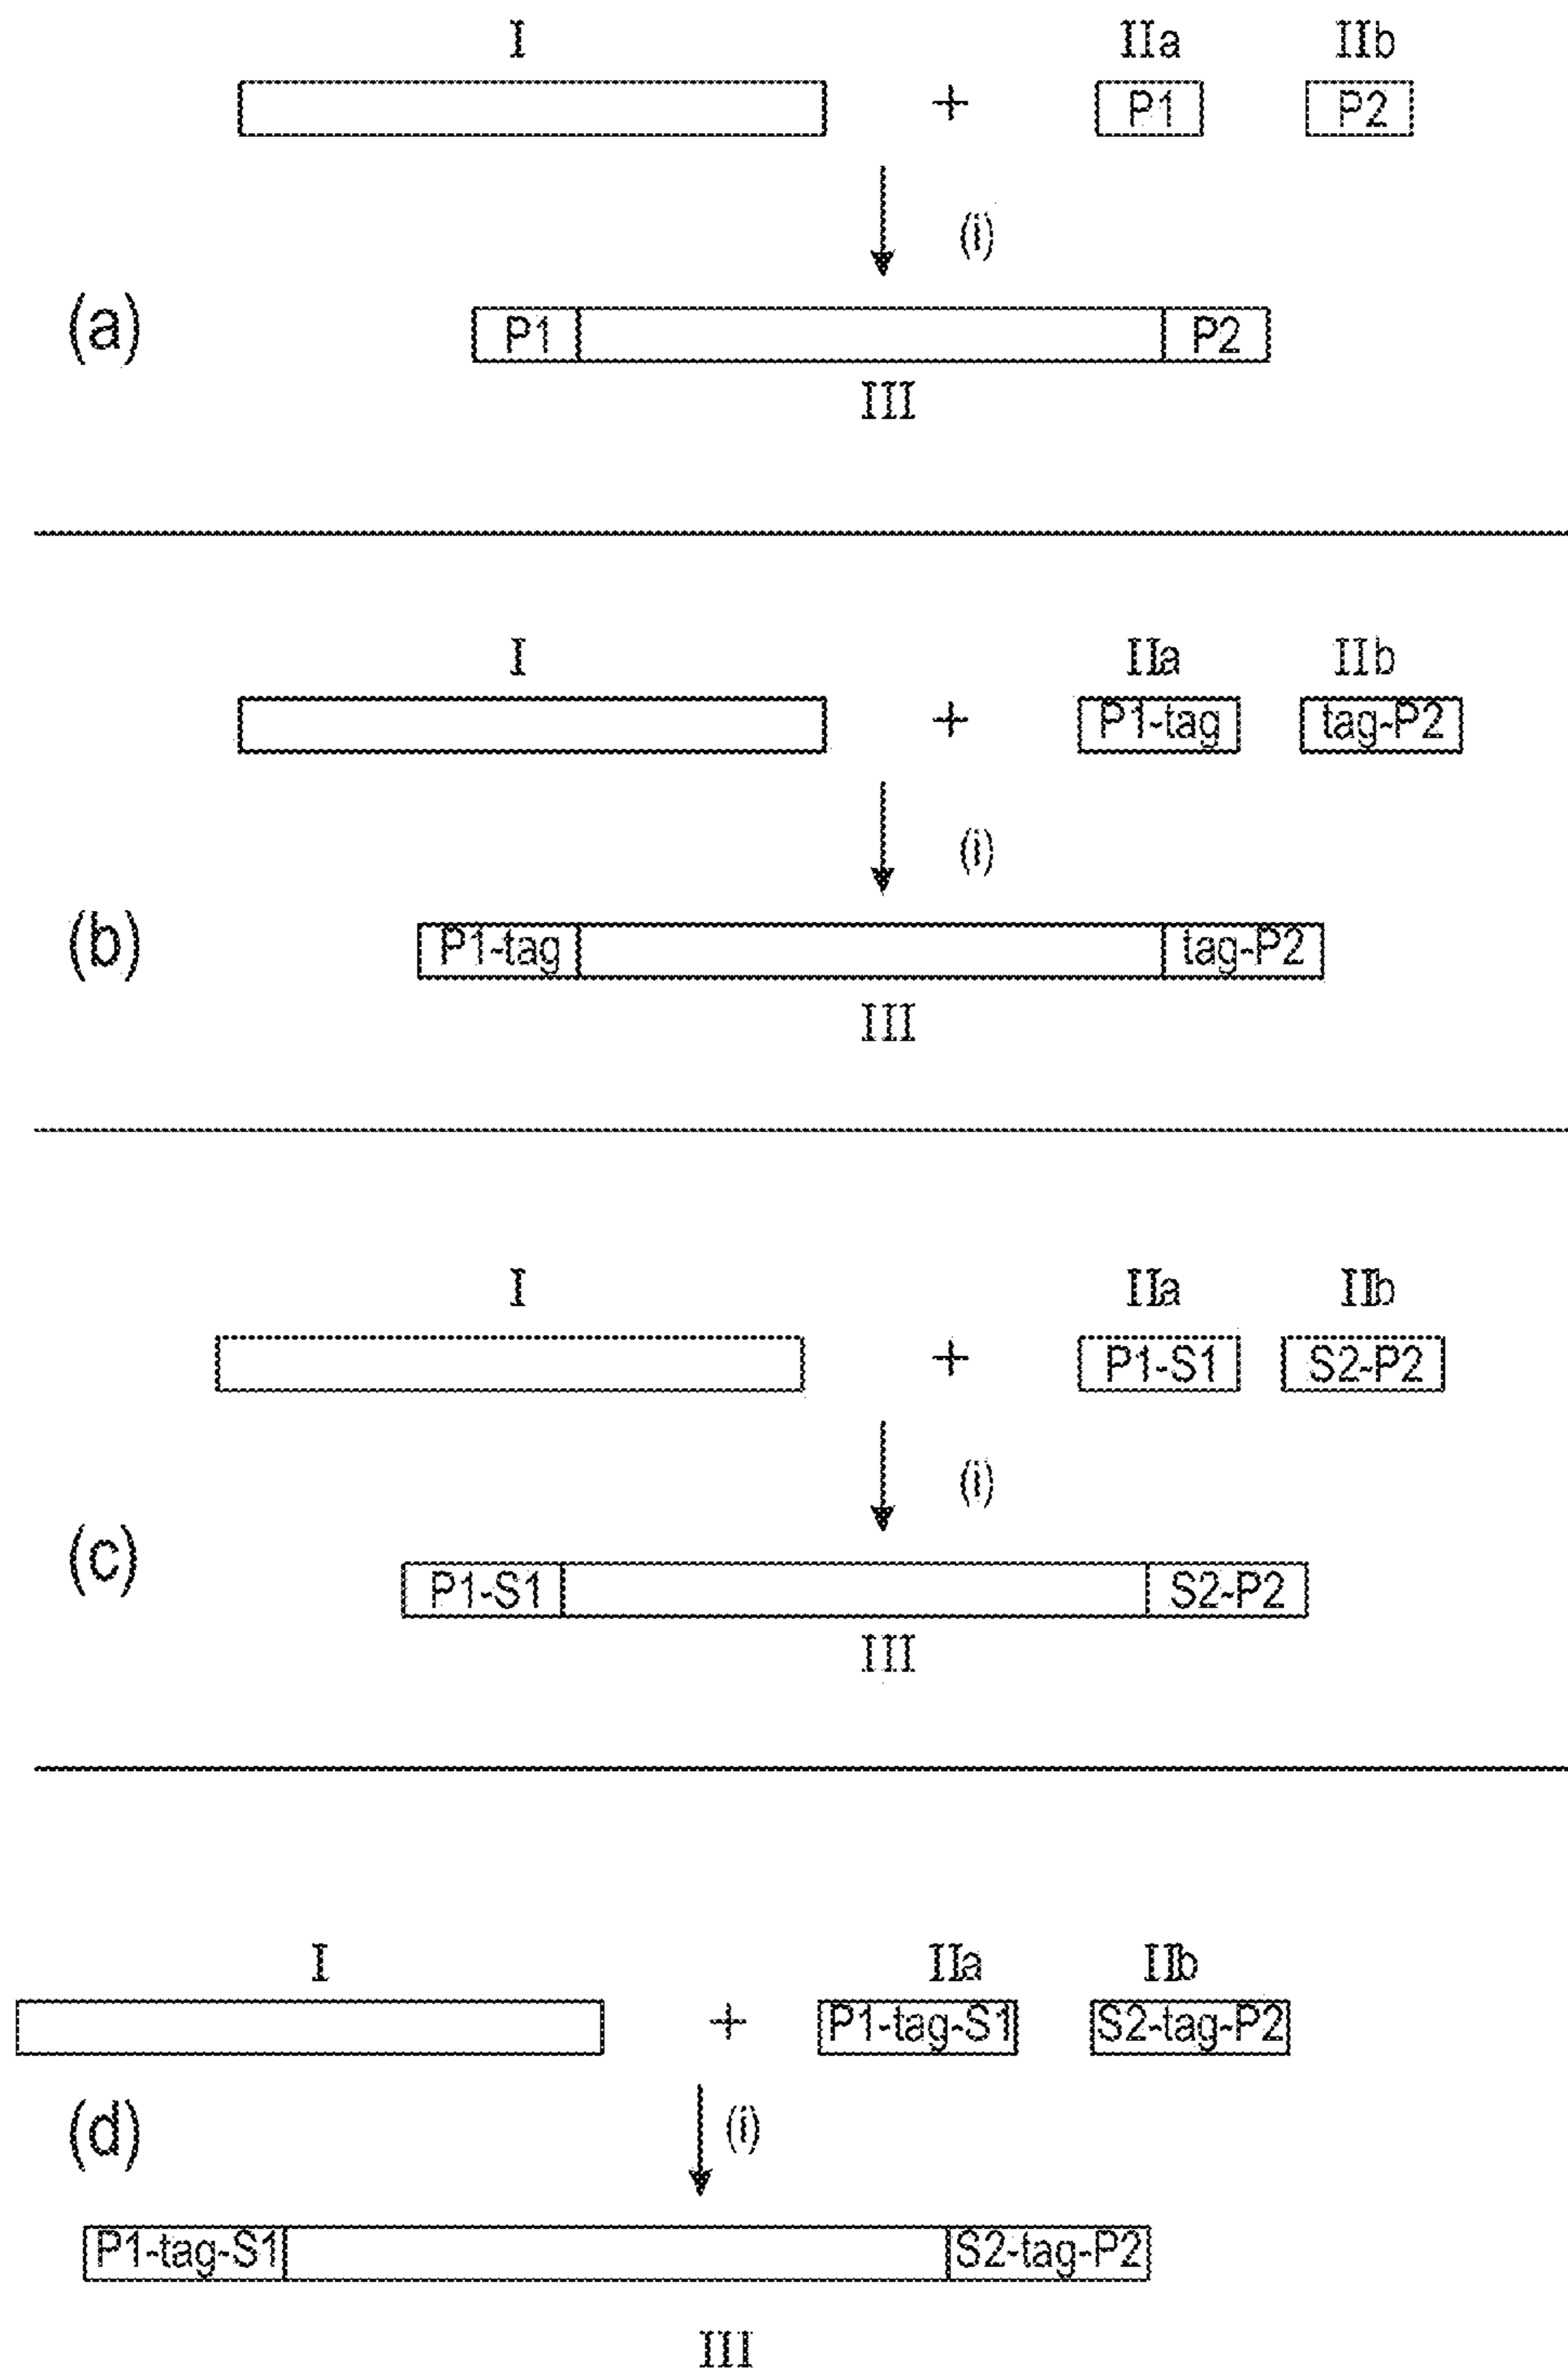 I IIa IIb
+ P1 P2
(i)
(a) P1 P2
III
I IIa IIb
+ P1-tag tag-P2
(i)
(b) P1-tag tag-P2
III
I IIa IIb
+ P1-S1 S2-P2
(i)
(c) P1-S1 S2-P2
III
I IIa IIb
+ P1-tag-S1 S2-tag-P2
(d) (i)
P1-tag-S1 S2-tag-P2
III